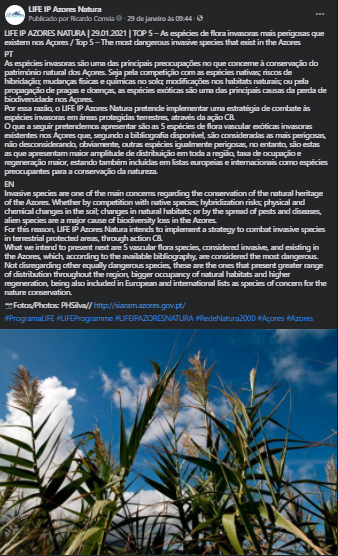 LIFE IP Azores Natura
Publicado por Ricardo Correia · 29 de janeiro às 09:44 ·
LIFE IP AZORES NATURA | 29.01.2021 | TOP 5 – As espécies de flora invasoras mais perigosas que
existem nos Açores / Top 5 – The most dangerous invasive species that exist in the Azores
PT
As espécies invasoras são uma das principais preocupações no que concerne à conservação do
património natural dos Açores. Seja pela competição com as espécies nativas; riscos de
hibridação; mudanças físicas e químicas no solo; modificações nos habitats naturais; ou pela
propagação de pragas e doenças, as espécies exóticas são uma das principais causas da perda de
biodiversidade nos Açores.
Por essa razão, o LIFE IP Azores Natura pretende implementar uma estratégia de combate às
espécies invasoras em áreas protegidas terrestres, através da ação C8.
O que a seguir pretendemos apresentar são as 5 espécies de flora vascular exóticas invasoras
existentes nos Açores que, segundo a bibliografia disponível, são consideradas as mais perigosas,
não desconsiderando, obviamente, outras espécies igualmente perigosas, no entanto, são estas
as que apresentam maior amplitude de distribuição em toda a região, taxa de ocupação e
regeneração maior, estando também incluídas em listas europeias e internacionais como espécies
preocupantes para a conservação da natureza.
EN
Invasive species are one of the main concerns regarding the conservation of the natural heritage
of the Azores. Whether by competition with native species; hybridization risks; physical and
chemical changes in the soil; changes in natural habitats; or by the spread of pests and diseases,
alien species are a major cause of biodiversity loss in the Azores.
For this reason, LIFE IP Azores Natura intends to implement a strategy to combat invasive species
in terrestrial protected areas, through action C8.
What we intend to present next are 5 vascular flora species, considered invasive, and existing in
the Azores, which, according to the available bibliography, are considered the most dangerous.
Not disregarding other equally dangerous species, these are the ones that present greater range
of distribution throughout the region, bigger occupancy of natural habitats and higher
regeneration, being also included in European and international lists as species of concern for the
nature conservation.
📷Fotos/Photos: PHSilva// http://siaram.azores.gov.pt/
#ProgramaLIFE #LIFEProgramme #LIFEIPAZORESNATURA #RedeNatura2000 #Açores #Azores